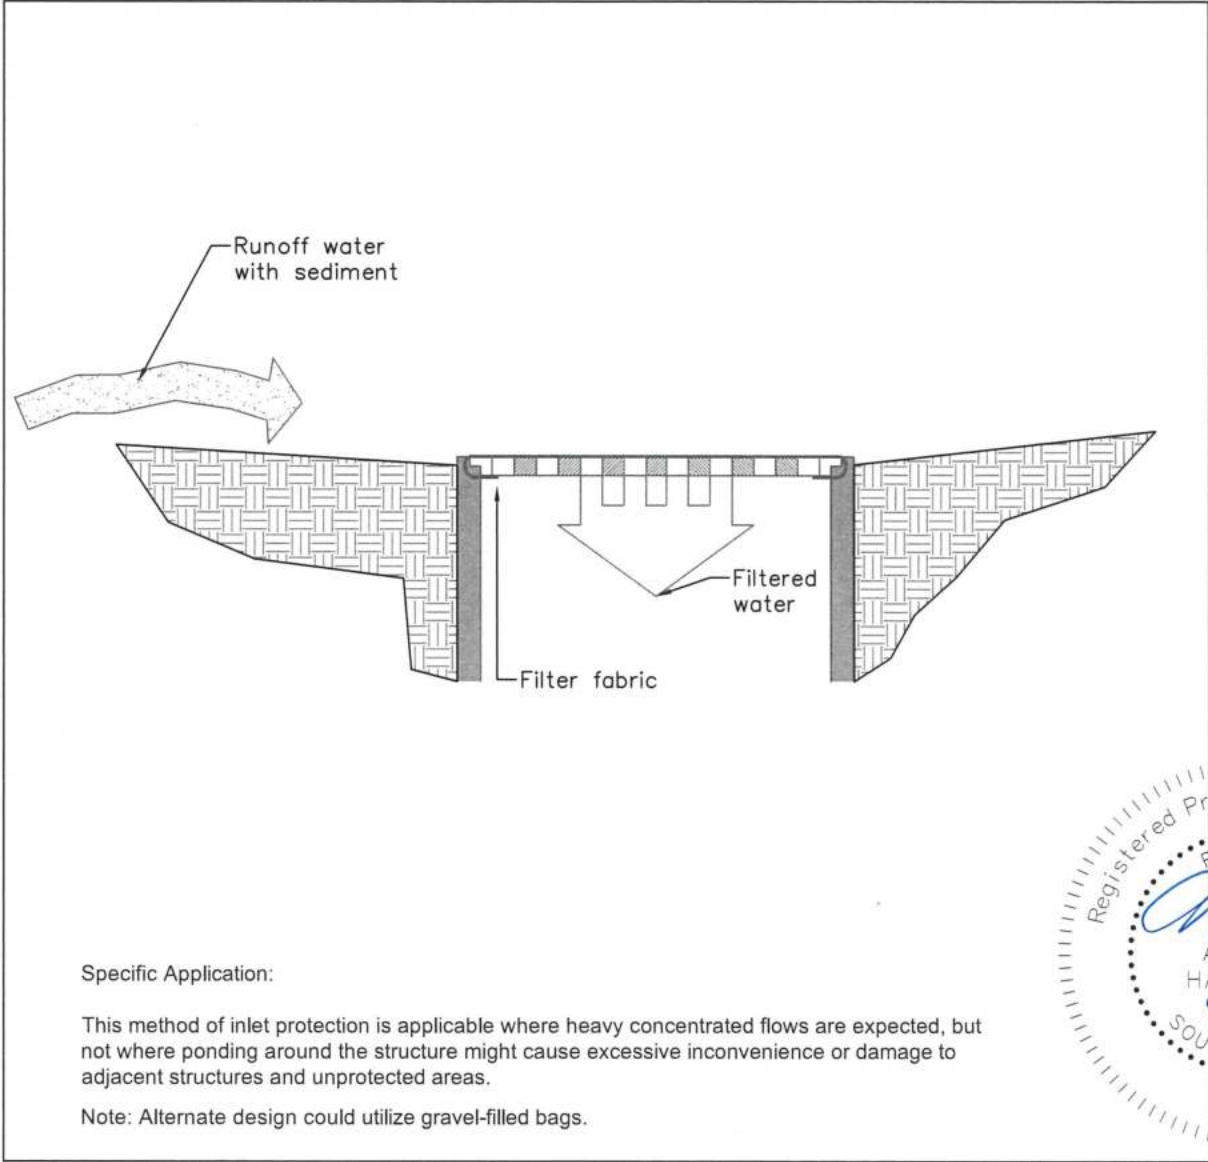 Runoff water
with sediment
Filtered
water
Filter fabric
Specific Application:
This method of inlet protection is applicable where heavy concentrated flows are expected, but
not where ponding around the structure might cause excessive inconvenience or damage to
adjacent structures and unprotected areas.
Note: Alternate design could utilize gravel-filled bags.
Registered